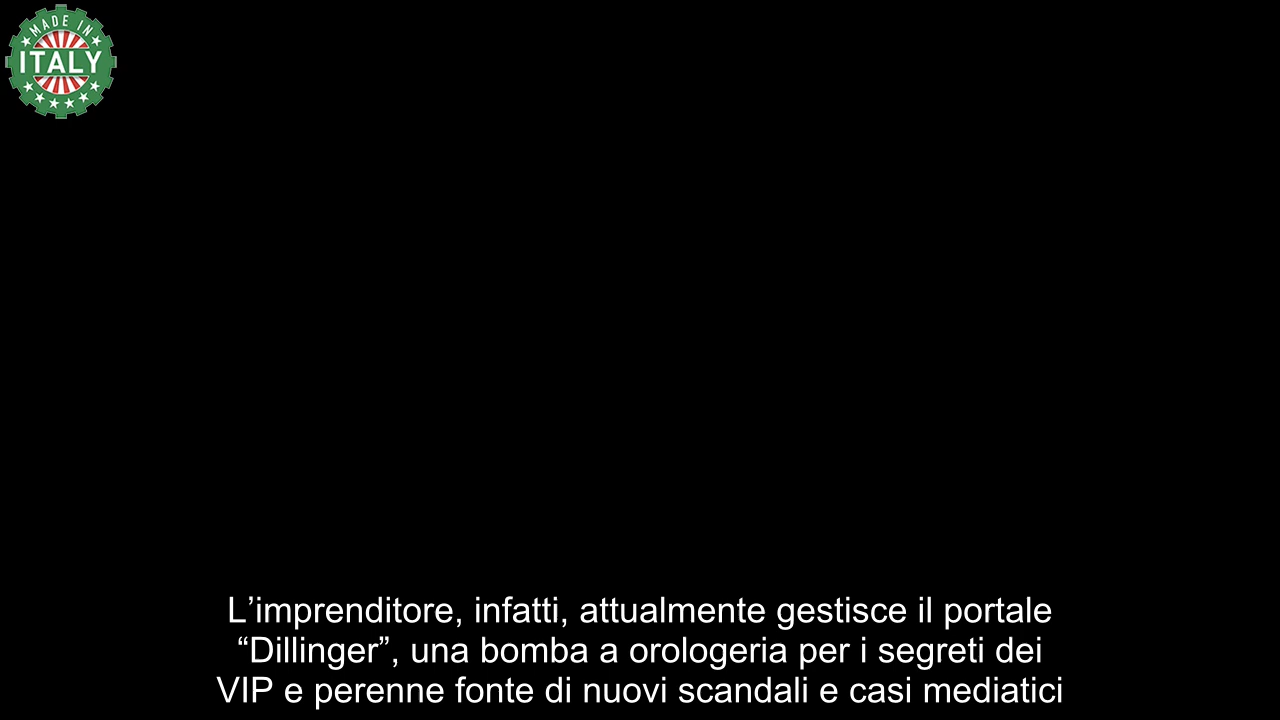 MADE IN
ITALY
L’imprenditore, infatti, attualmente gestisce il portale
“Dillinger”, una bomba a orologeria per i segreti dei
VIP e perenne fonte di nuovi scandali e casi mediatici